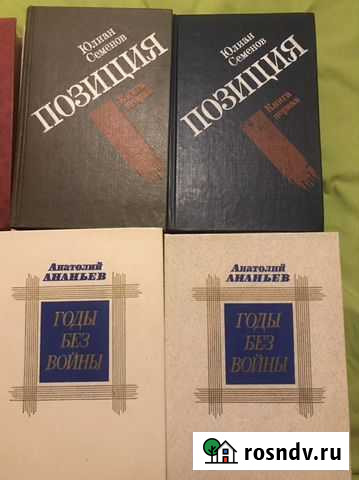 Юлиан
Семенов
ПОЗИЦИЯ
Книга
Юлиан
Семенов
ПОЗИЦИЯ
Книга
первая
Анатолий
АНАНЬЕВ
ГОДЫ
БЕЗ
ВОЙНЫ
Анатолий
АНАНЬЕВ
ГОДЫ
БЕЗ
ВОЙНЫ
rosndv.ru